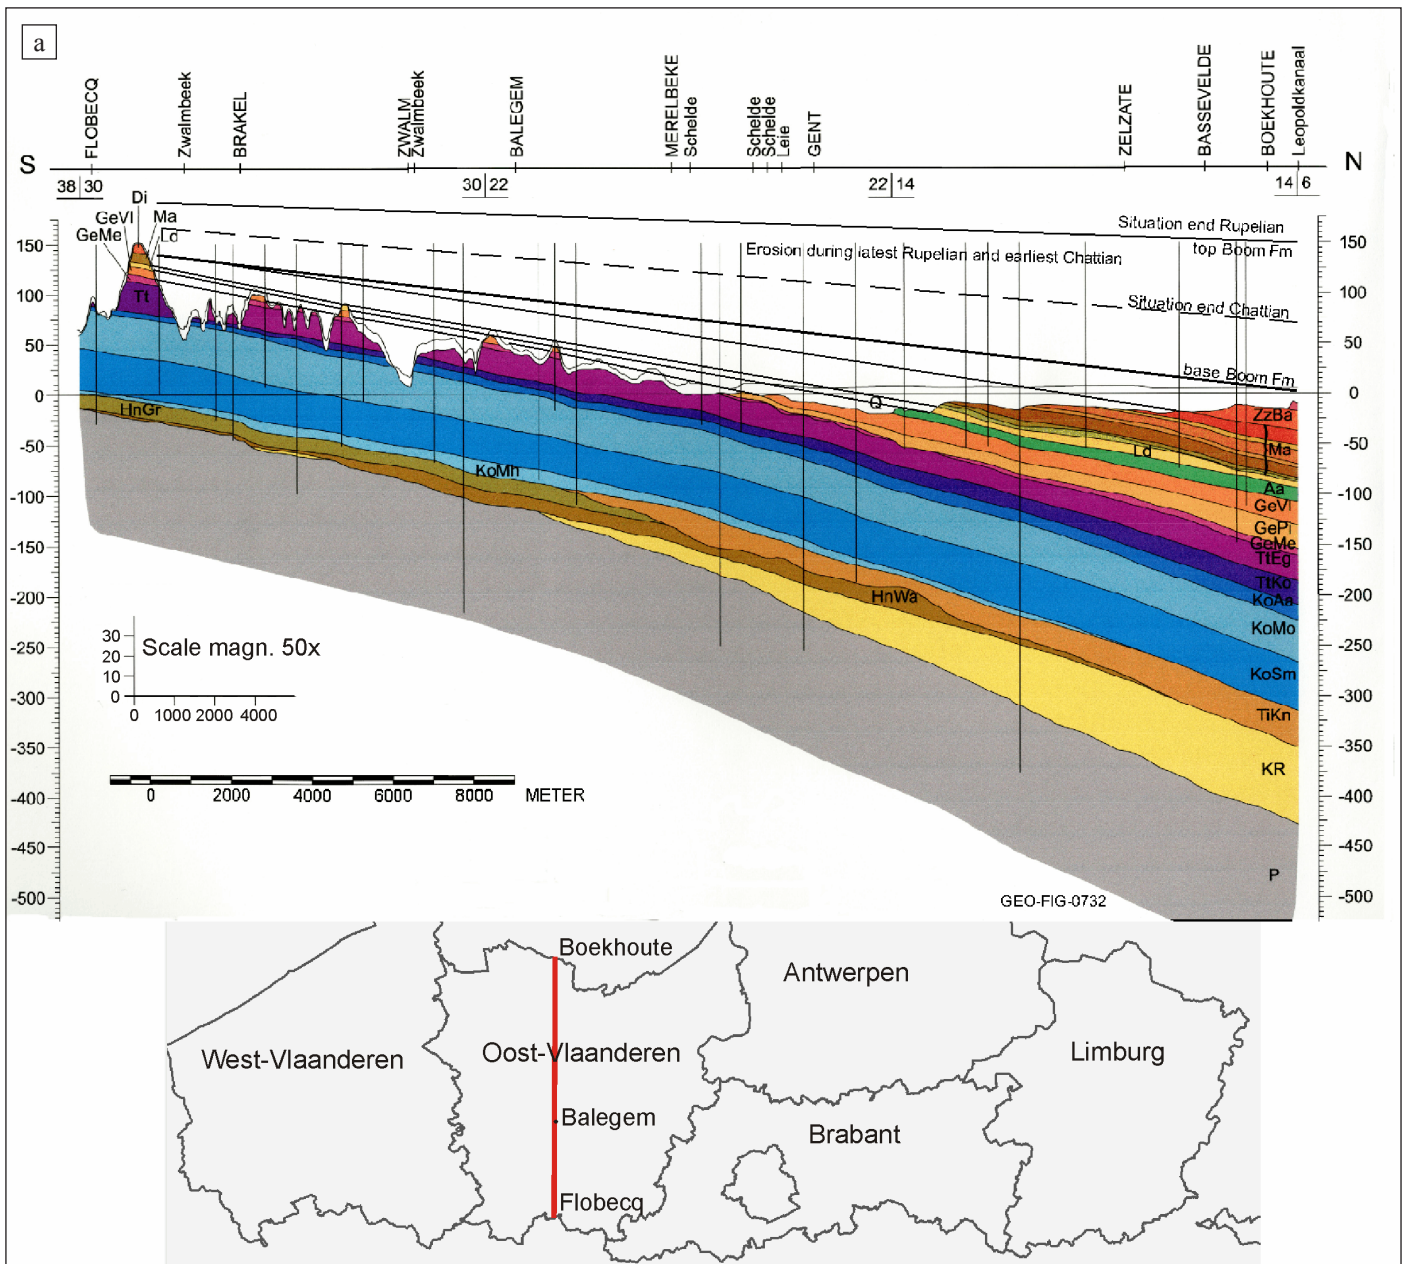 a
FLOBECQ
Zwalmbeek
BRAKEL
ZWALM
Zwalmbeek
BALEGEM
MERELBEKE
Schelde
Schelde
Schelde
Leie
GENT
ZELZATE
BASSEVELDE
BOEKHOUTE
Leopoldkanaal
S
N
38 30
30 22
22 14
14 6
Di
GeVl
Ma
GeMe
Ld
Tt
Situation end Rupelian
top Boom Fm
Erosion during latest Rupelian and earliest Chattian
Situation end Chattian
base Boom Fm
150
100
50
0
-50
-100
-150
-200
-250
-300
-350
-400
-450
-500
150
100
50
0
-50
-100
-150
-200
-250
-300
-350
-400
-450
-500
Q
HnGr
KoMh
HnWa
Ld
ZzBa
Ma
Aa
GeVl
GePi
GeMe
TtEg
TtKo
KoAa
KoMo
KoSm
TiKn
KR
P
30
20
10
0
Scale magn. 50x
0 1000 2000 4000
0 2000 4000 6000 8000 METER
GEO-FIG-0732
Boekhoute
Antwerpen
West-Vlaanderen
Oost-Vlaanderen
Limburg
Balegem
Brabant
Flobecq